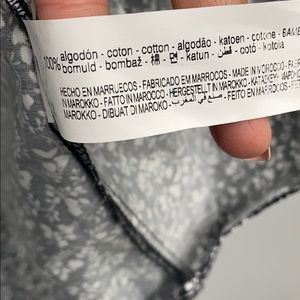 100% algodón - coton - cotton - algodão - katoen - cotone -
bomuld - bombaž - 棉 - 면 - katun - قطن - cotó - kotoia
HECHO EN MARRUECOS - FABRICADO EM MARROCOS - MADE IN MOROCCO - FABRIQUÉ
IN MAROKKO - FATTO IN MAROCCO - HERGESTELLT IN MAROKKO -
MAROKKO - DIBUAT DI MAROKO - صنع في المغرب - FEITO EN MARROCOS -